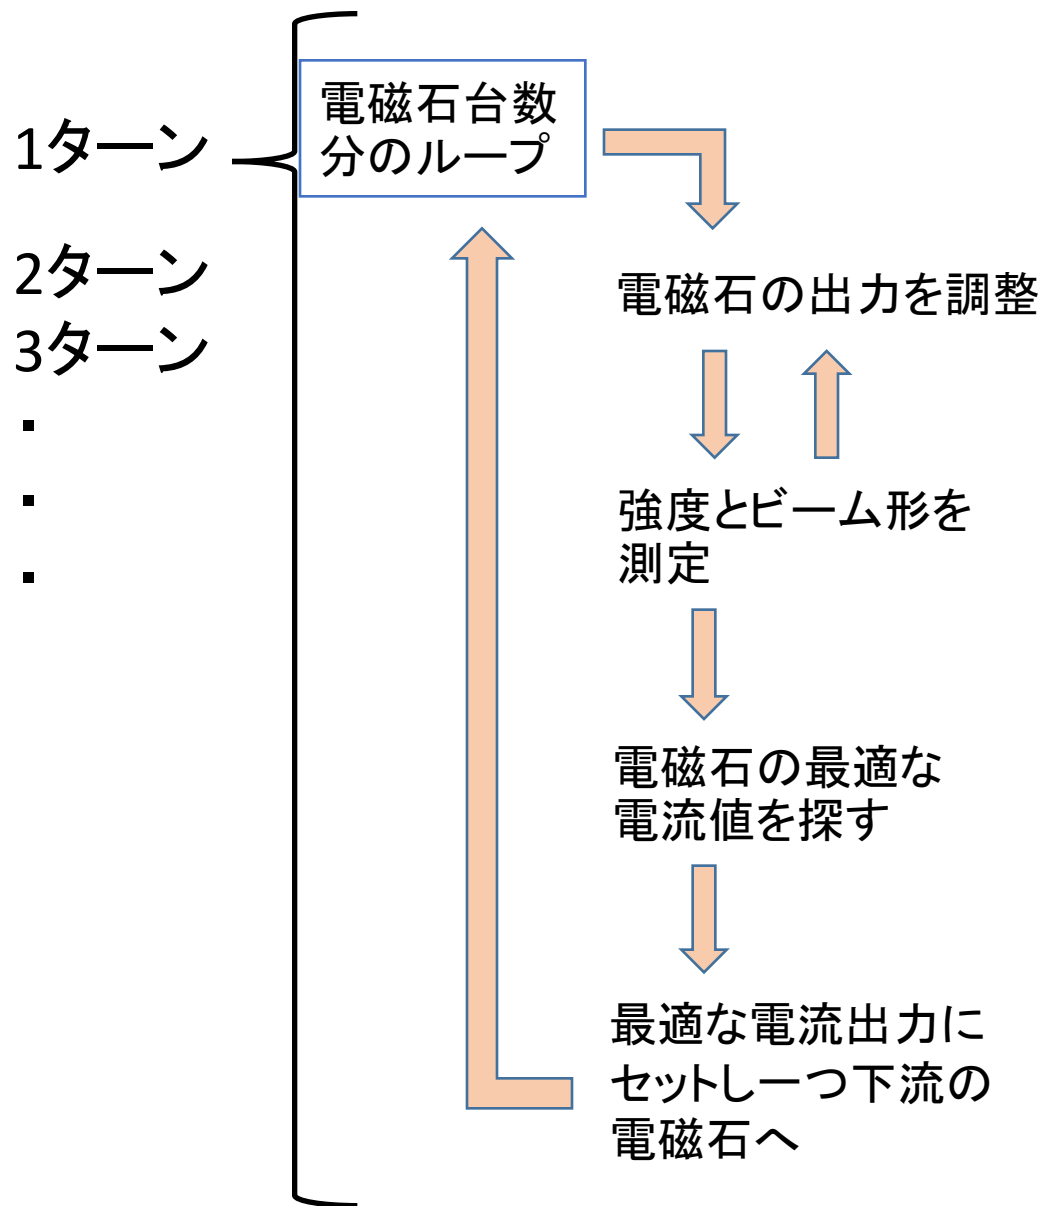 電磁石台数
分のループ
1ターン
2ターン
3ターン
・
・
・
電磁石の出力を調整
強度とビーム形を
測定
電磁石の最適な
電流値を探す
最適な電流出力に
セットし一つ下流の
電磁石へ